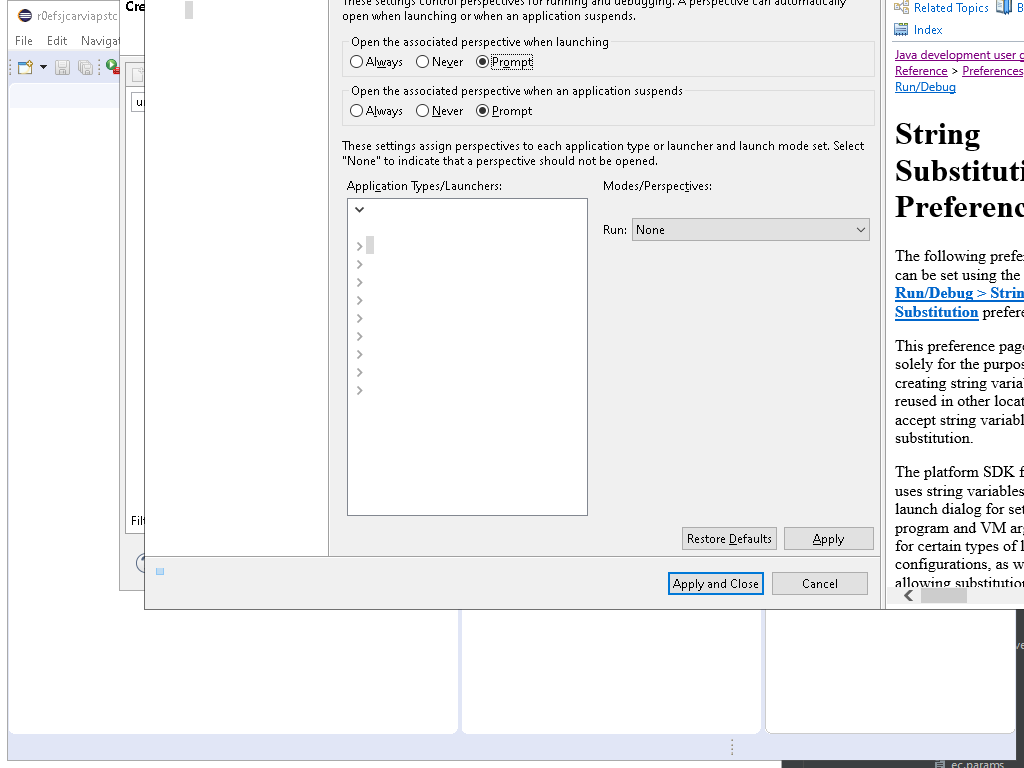 r0efsjcarviapstc
File Edit
Cre
These settings control perspectives for running and debugging. A perspective can automatically
open when launching or when an application suspends.
Open the associated perspective when launching
Always Never Prompt
Open the associated perspective when an application suspends
Always Never Prompt
These settings assign perspectives to each application type or launcher and launch mode set. Select
"None" to indicate that a perspective should not be opened.
Application Types/Launchers:
Modes/Perspectives:
Run: None
Restore Defaults Apply
Apply and Close Cancel
Related Topics
Index
Java development user g
Reference > Preferences
Run/Debug
String
Substituti
Preferenc
The following prefe
can be set using the
Run/Debug > Strin
Substitution prefere
This preference page
solely for the purpos
creating string varia
reused in other locat
accept string variabl
substitution.
The platform SDK f
uses string variables
launch dialog for set
program and VM arg
for certain types of l
configurations, as w
allowing substitution
ec.params